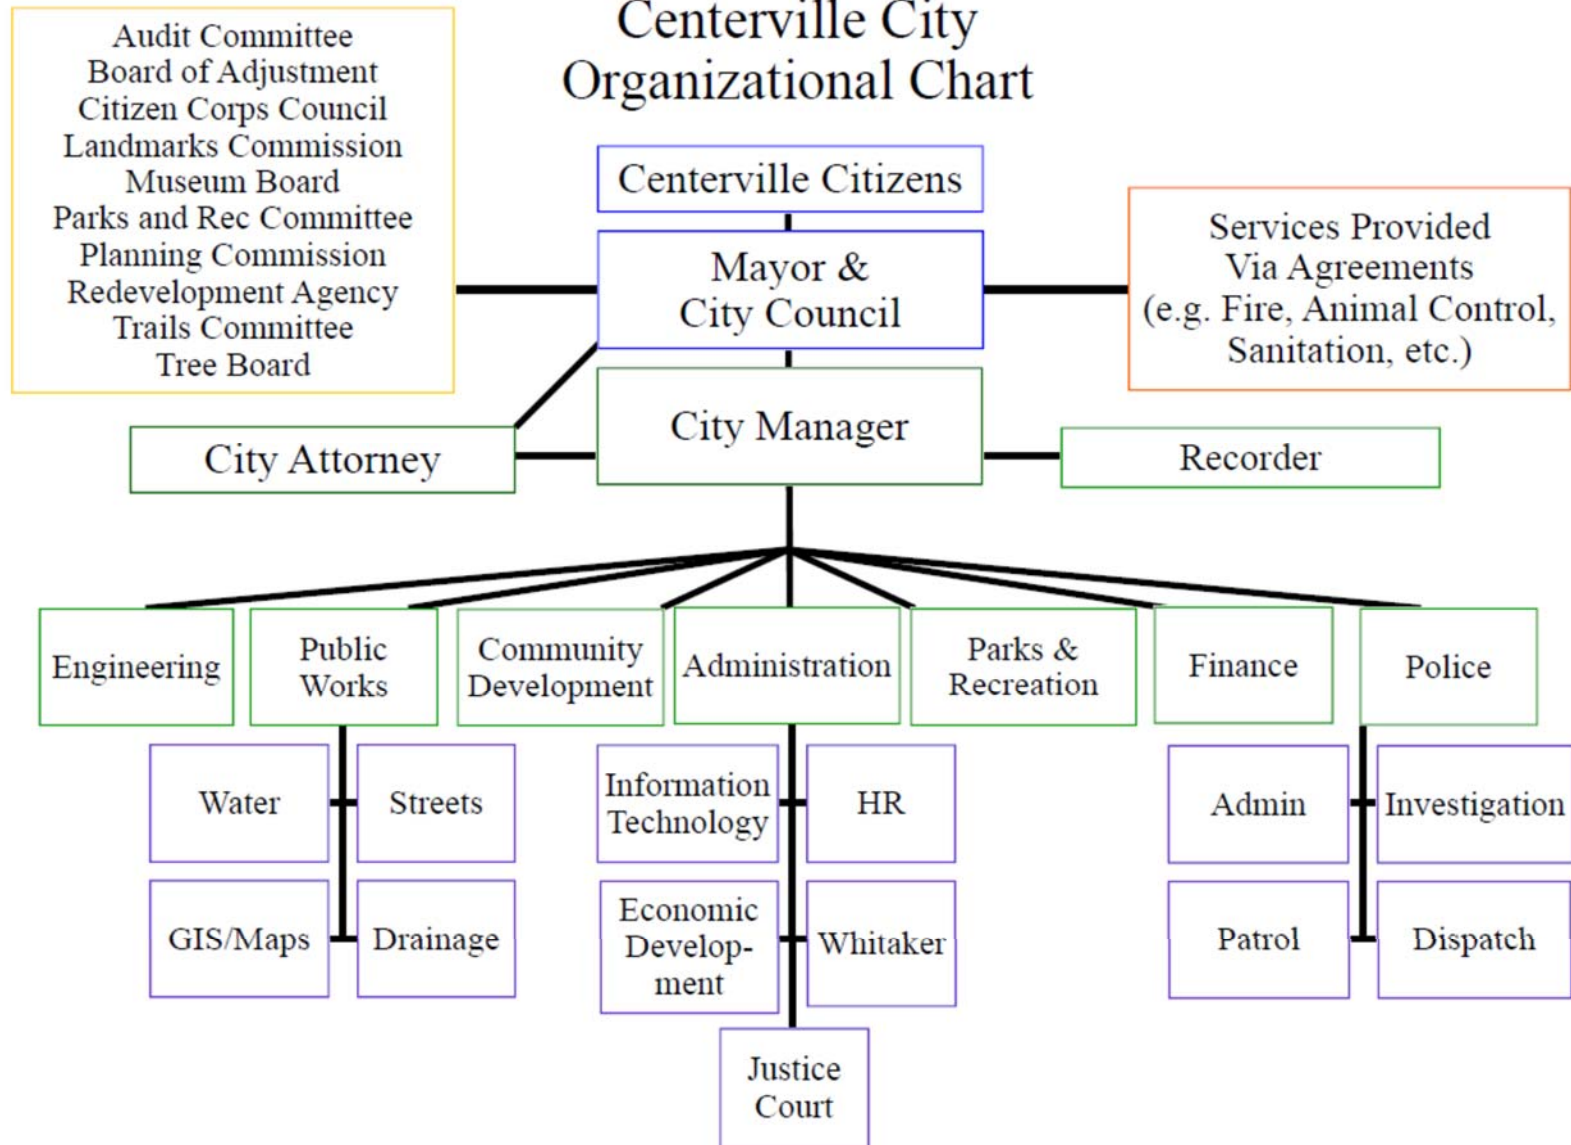 Centerville City
Organizational Chart
Audit Committee
Board of Adjustment
Citizen Corps Council
Landmarks Commission
Museum Board
Parks and Rec Committee
Planning Commission
Redevelopment Agency
Trails Committee
Tree Board
Centerville Citizens
Mayor &
City Council
Services Provided
Via Agreements
(e.g. Fire, Animal Control,
Sanitation, etc.)
City Manager
City Attorney
Recorder
Engineering
Public
Works
Community
Development
Administration
Parks &
Recreation
Finance
Police
Water
Streets
GIS/Maps
Drainage
Information
Technology
HR
Economic
Develop-
ment
Whitaker
Justice
Court
Admin
Investigation
Patrol
Dispatch